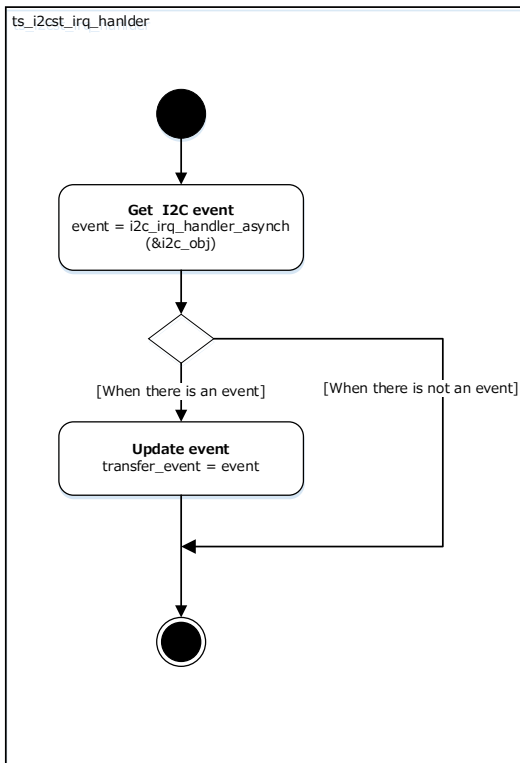 ts_i2cst_irq_hanlder
Get  I2C event
event = i2c_irq_handler_asynch
(&i2c_obj)
[When there is an event]
[When there is not an event]
Update event
transfer_event = event